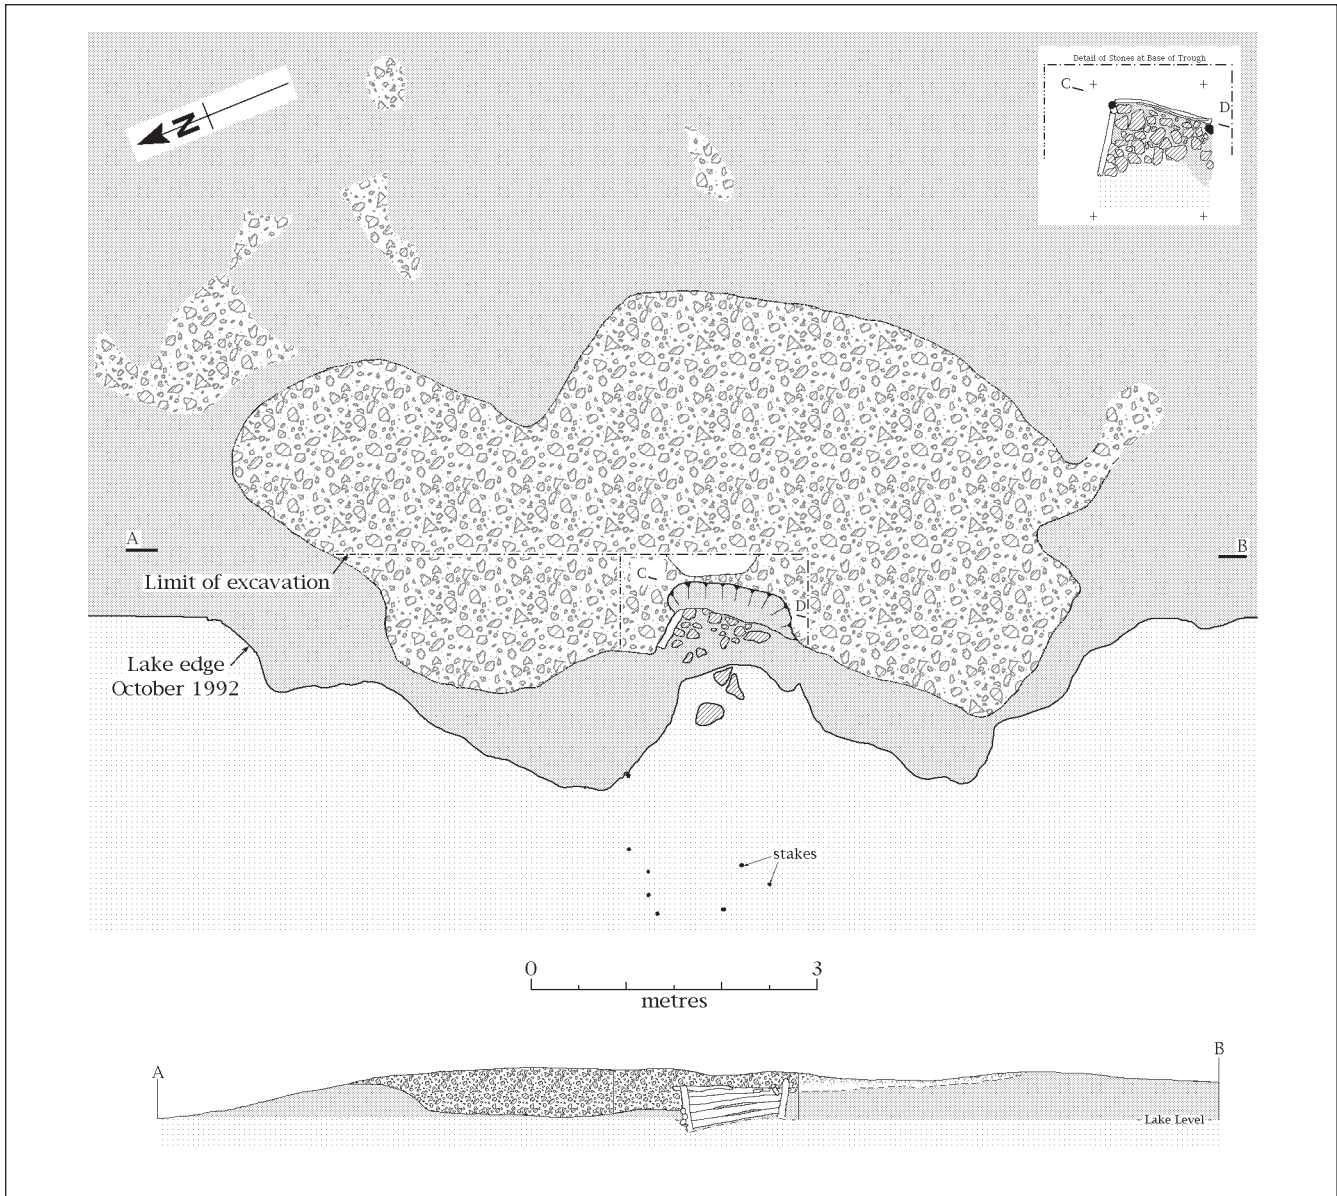 Detail of Stones at Base of Trough
C
D
N
A
B
Limit of excavation
C
D
Lake edge
October 1992
stakes
0 3
metres
A
B
- Lake Level -